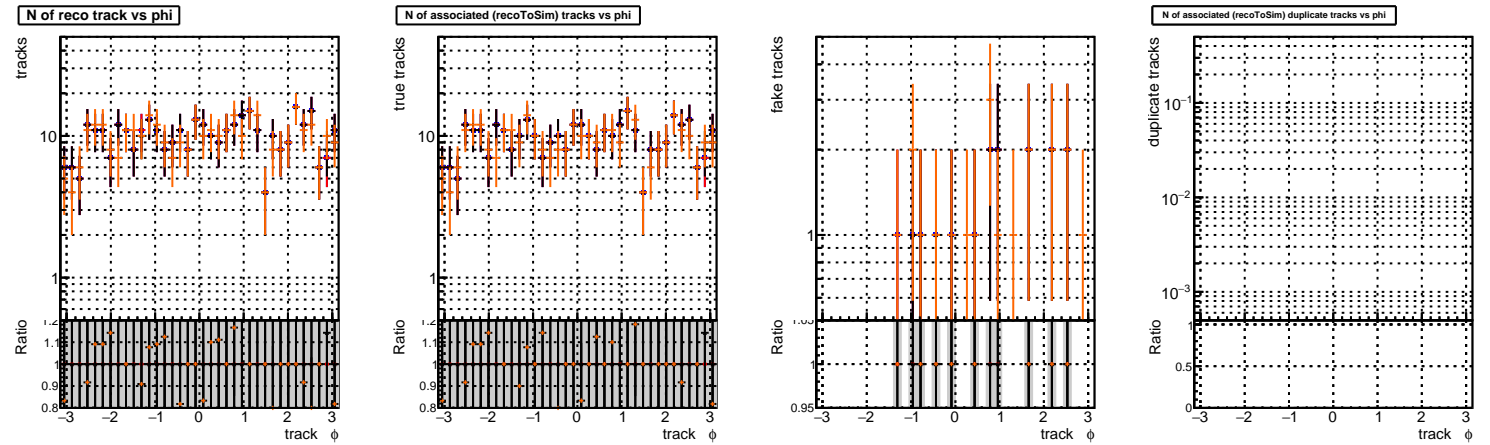 N of reco track vs phi
tracks
10
1
Ratio
1.2
1.1
1
0.9
0.8
−3 −2 −1 0 1 2 3
track ϕ
N of associated (recoToSim) tracks vs phi
true tracks
10
1
Ratio
1.2
1.1
1
0.9
0.8
−3 −2 −1 0 1 2 3
track ϕ
fake tracks
1
Ratio
1.05
1
0.95
−3 −2 −1 0 1 2 3
track ϕ
N of associated (recoToSim) duplicate tracks vs phi
duplicate tracks
10−1
10−2
10−3
Ratio
1
0.5
0
−3 −2 −1 0 1 2 3
track ϕ